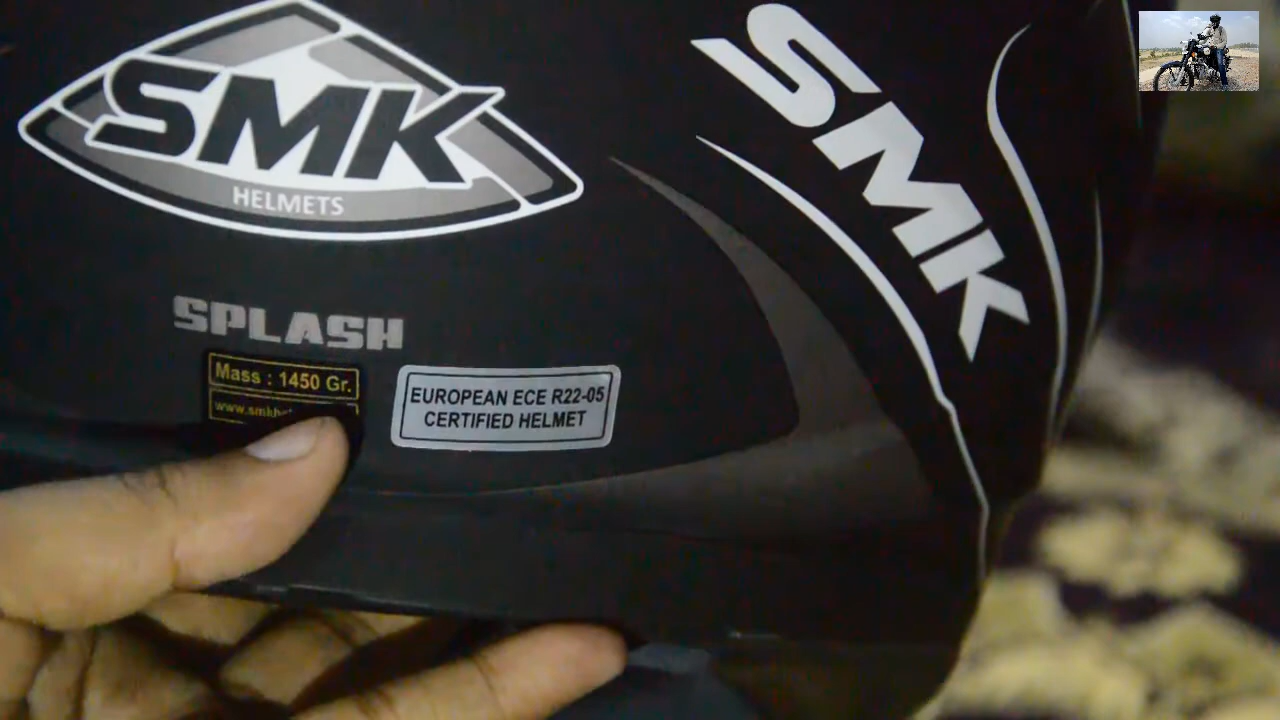 SMK
HELMETS
SMK
SPLASH
Mass : 1450 Gr.
EUROPEAN ECE R22-05
CERTIFIED HELMET